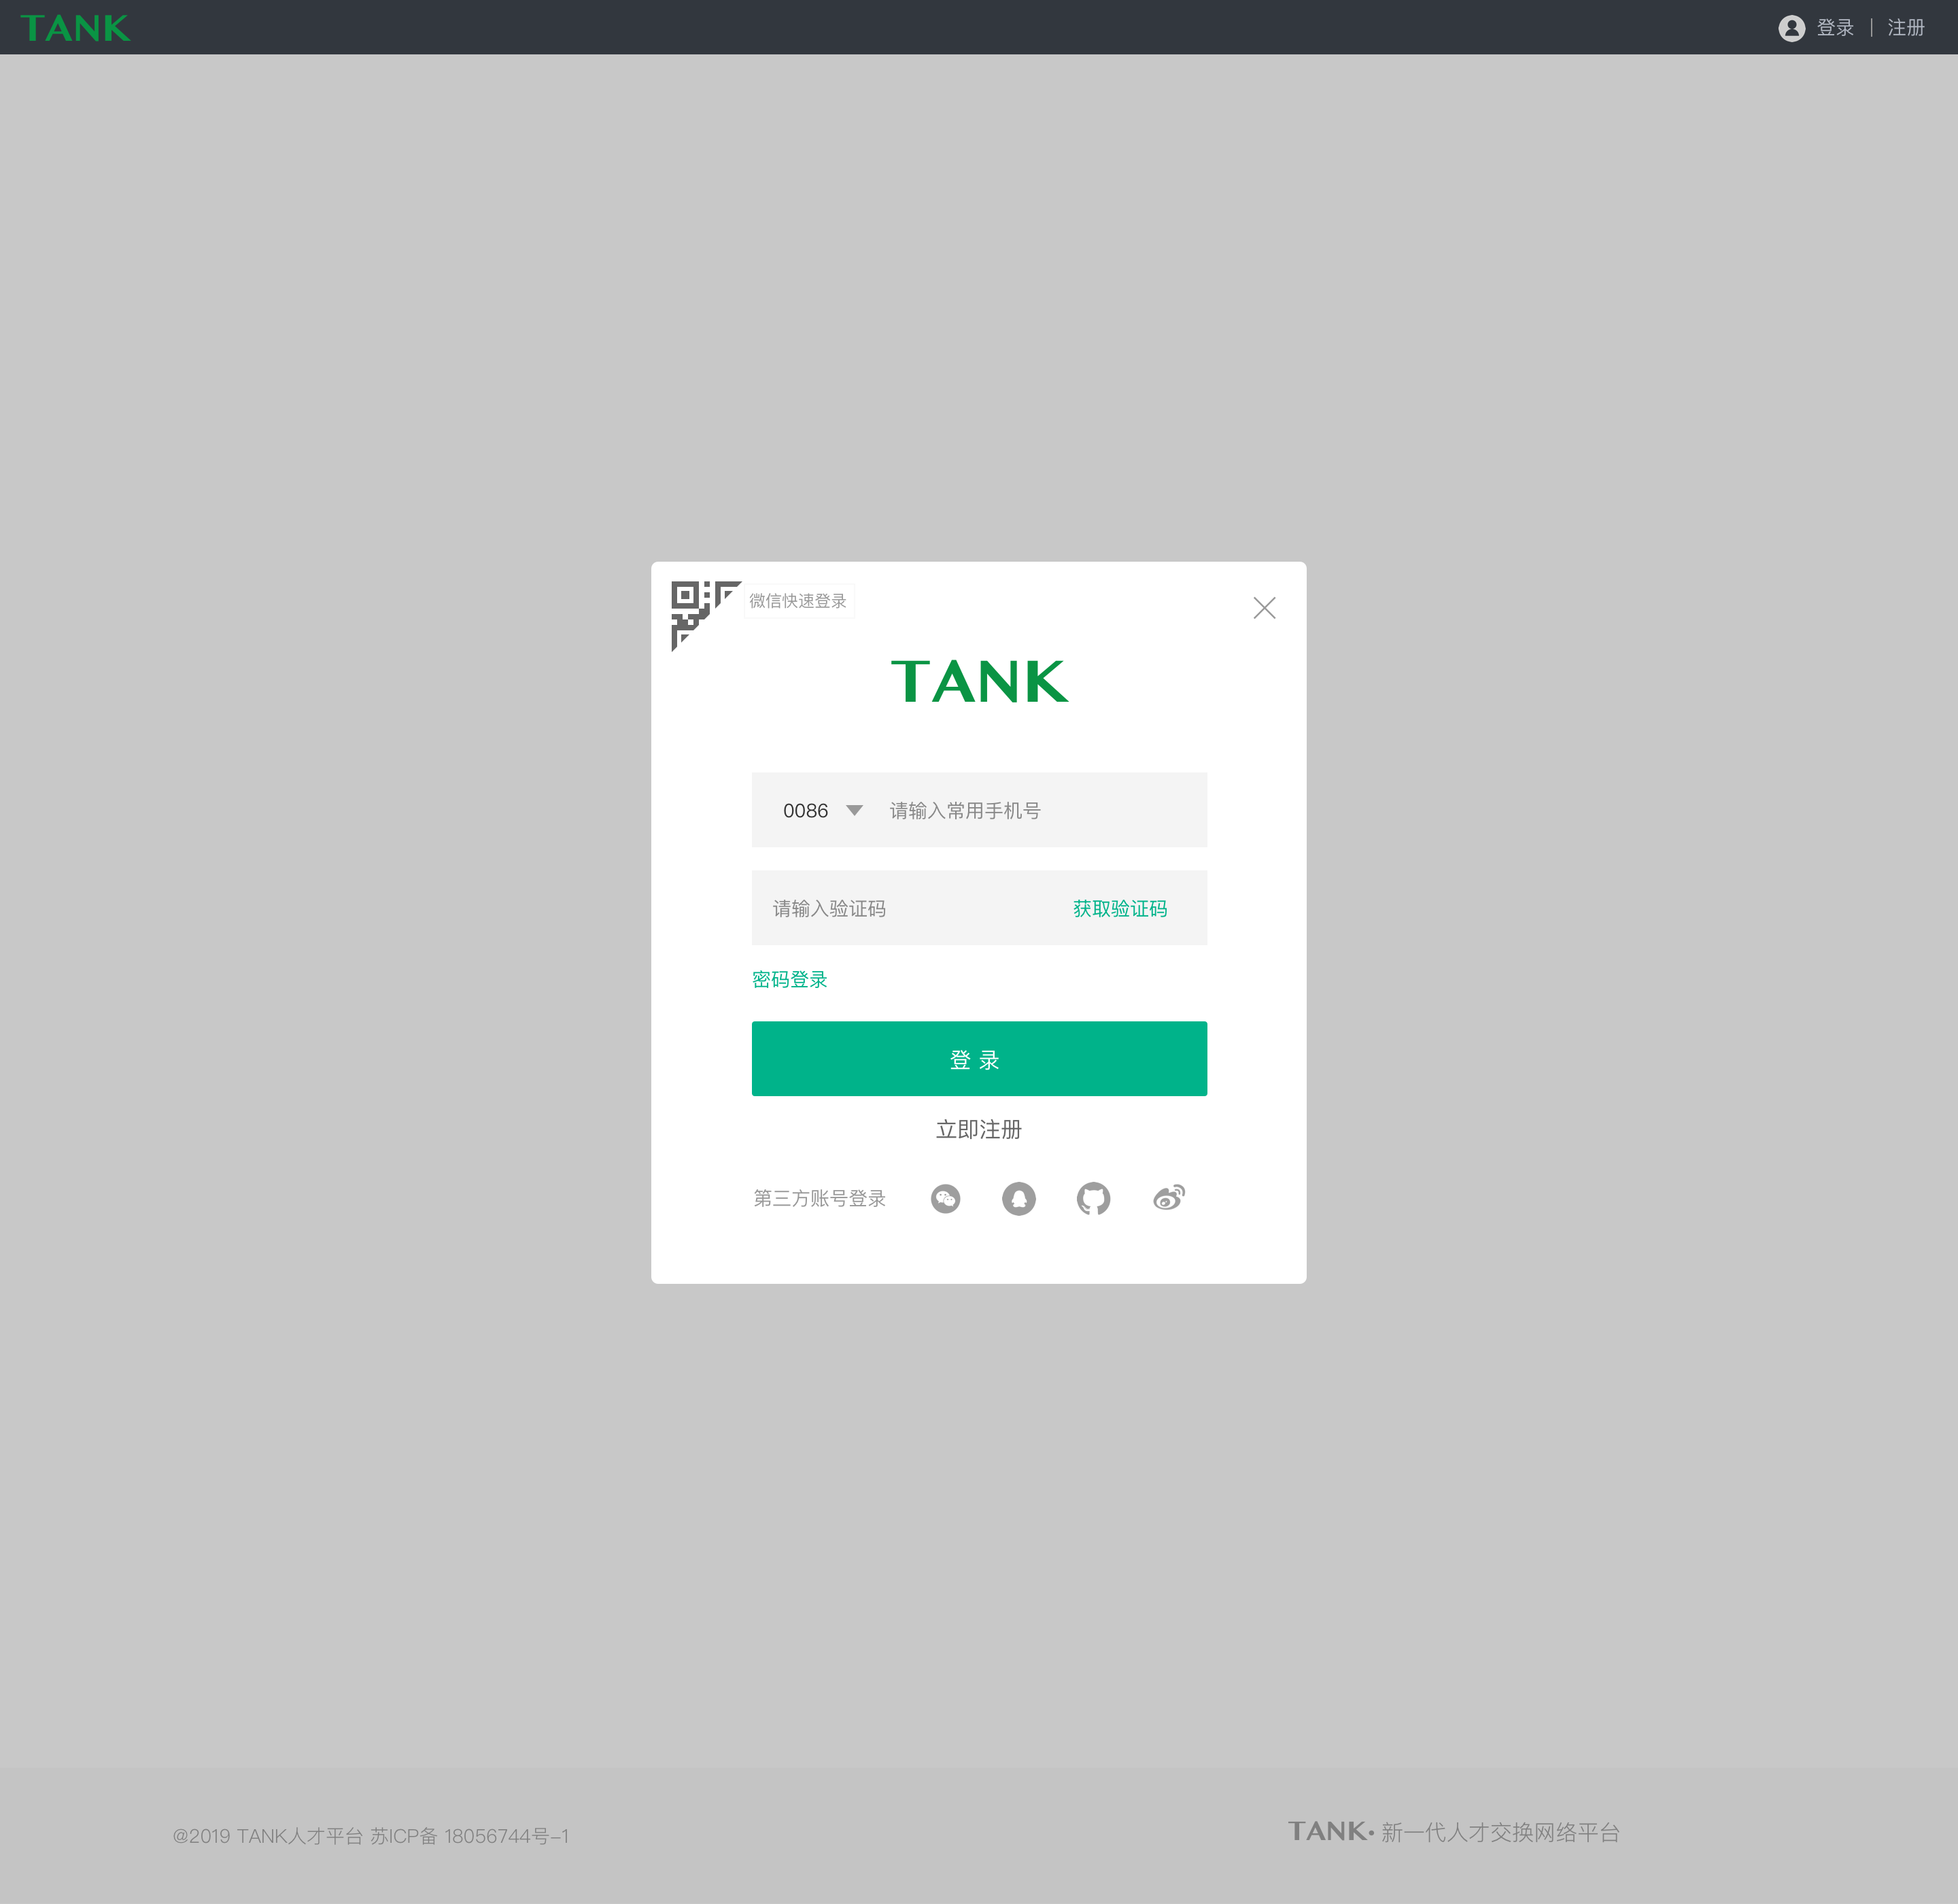 TANK
登录 | 注册
微信快速登录
TANK
0086 请输入常用手机号
请输入验证码 获取验证码
密码登录
登 录
立即注册
第三方账号登录
@2019 TANK人才平台 苏ICP备 18056744号-1
TANK• 新一代人才交换网络平台